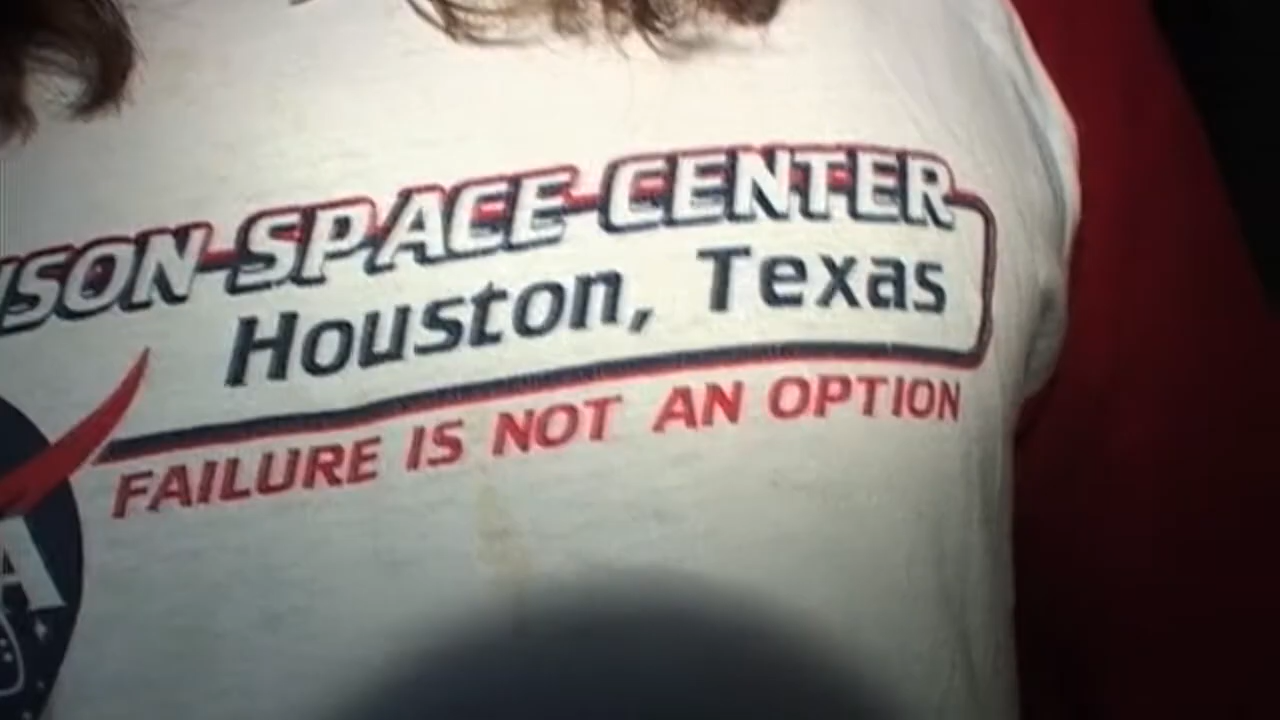 SON SPACE CENTER
Houston, Texas
FAILURE IS NOT AN OPTION
A